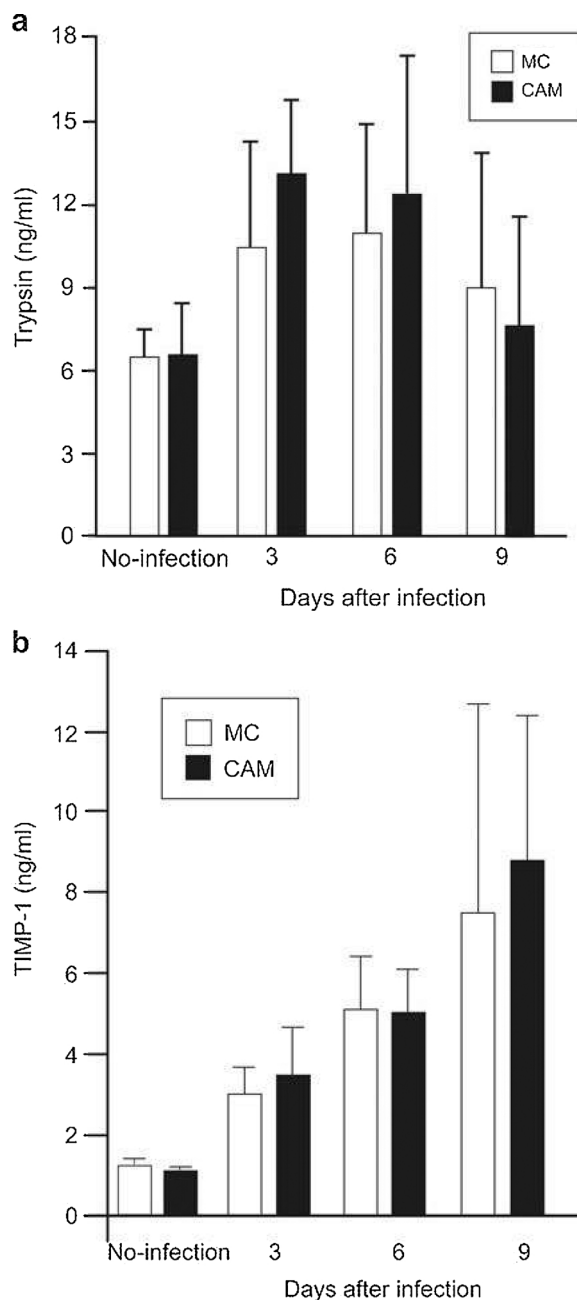 a
18
15
12
9
6
3
0
Trypsin (ng/ml)
MC
CAM
No-infection 3 6 9
Days after infection
b
14
12
10
8
6
4
2
0
TIMP-1 (ng/ml)
MC
CAM
No-infection 3 6 9
Days after infection